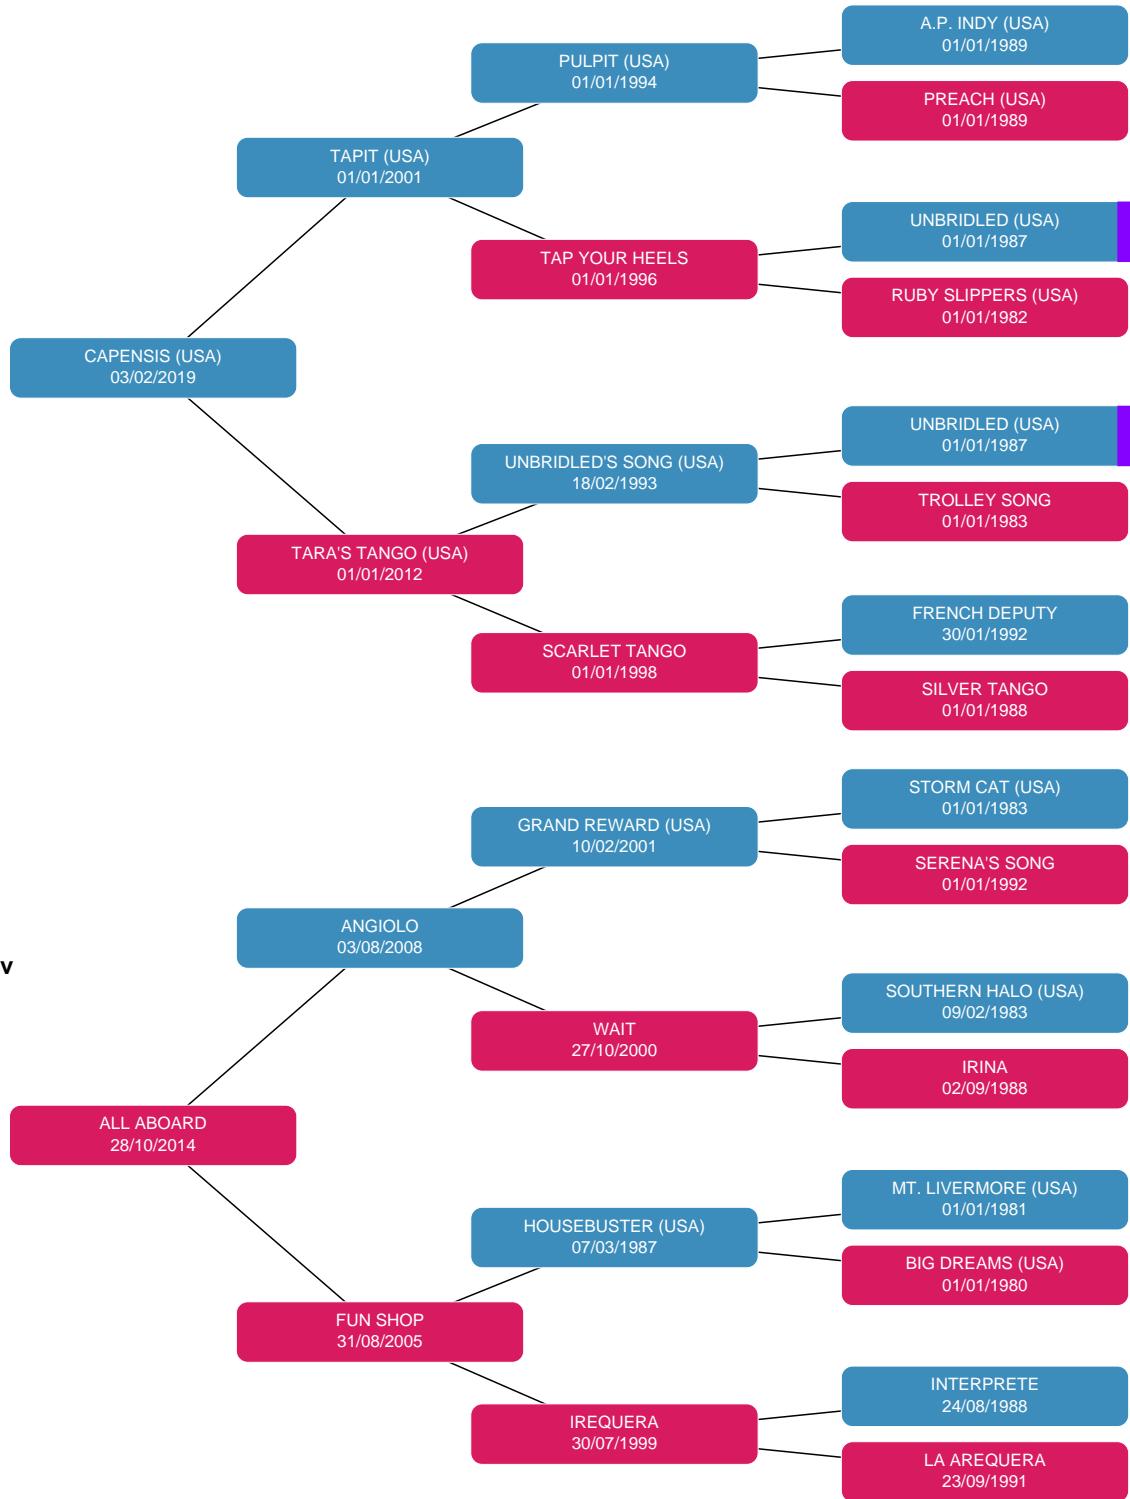 A.P. INDY (USA)
01/01/1989
PULPIT (USA)
01/01/1994
PREACH (USA)
01/01/1989
TAPIT (USA)
01/01/2001
UNBRIDLED (USA)
01/01/1987
TAP YOUR HEELS
01/01/1996
RUBY SLIPPERS (USA)
01/01/1982
CAPENSIS (USA)
03/02/2019
UNBRIDLED (USA)
01/01/1987
UNBRIDLED'S SONG (USA)
18/02/1993
TROLLEY SONG
01/01/1983
TARA'S TANGO (USA)
01/01/2012
FRENCH DEPUTY
30/01/1992
SCARLET TANGO
01/01/1998
SILVER TANGO
01/01/1988
STORM CAT (USA)
01/01/1983
GRAND REWARD (USA)
10/02/2001
SERENA'S SONG
01/01/1992
ANGIOLO
03/08/2008
v
SOUTHERN HALO (USA)
09/02/1983
WAIT
27/10/2000
IRINA
02/09/1988
ALL ABOARD
28/10/2014
MT. LIVERMORE (USA)
01/01/1981
HOUSEBUSTER (USA)
07/03/1987
BIG DREAMS (USA)
01/01/1980
FUN SHOP
31/08/2005
INTERPRETE
24/08/1988
IREQUERA
30/07/1999
LA AREQUERA
23/09/1991